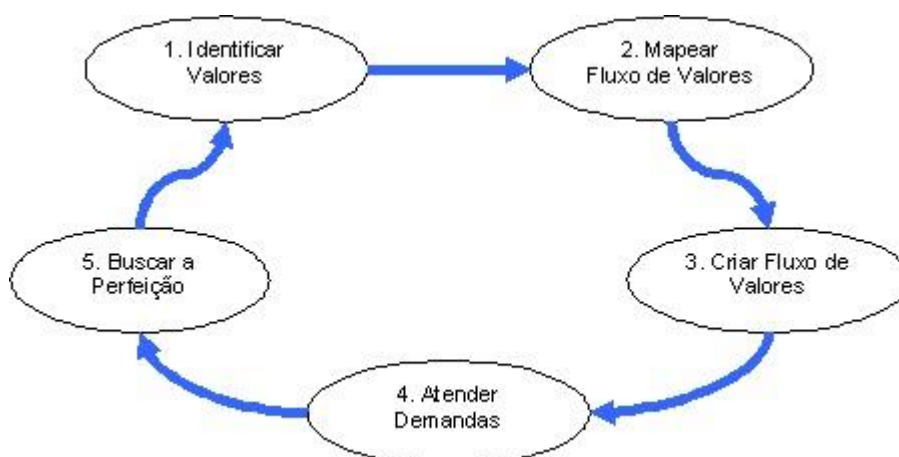 1. Identificar
Valores
2. Mapear
Fluxo de Valores
3. Criar Fluxo de
Valores
4. Atender
Demandas
5. Buscar a
Perfeição